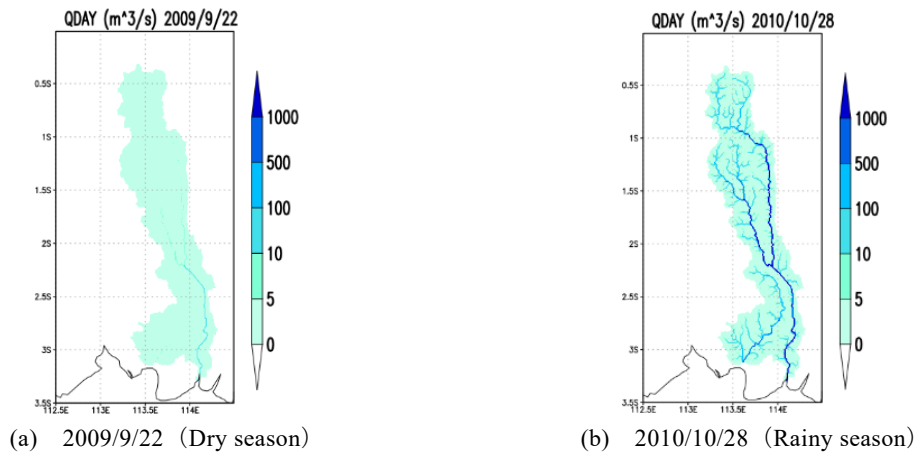 QDAY (m^3/s) 2009/9/22
0.5S
1S
1.5S
2S
2.5S
3S
3.5S
112.5E 113E 113.5E 114E
1000
500
100
10
5
0
(a) 2009/9/22（Dry season）
QDAY (m^3/s) 2010/10/28
0.5S
1S
1.5S
2S
2.5S
3S
3.5S
112.5E 113E 113.5E 114E
1000
500
100
10
5
0
(b) 2010/10/28（Rainy season）